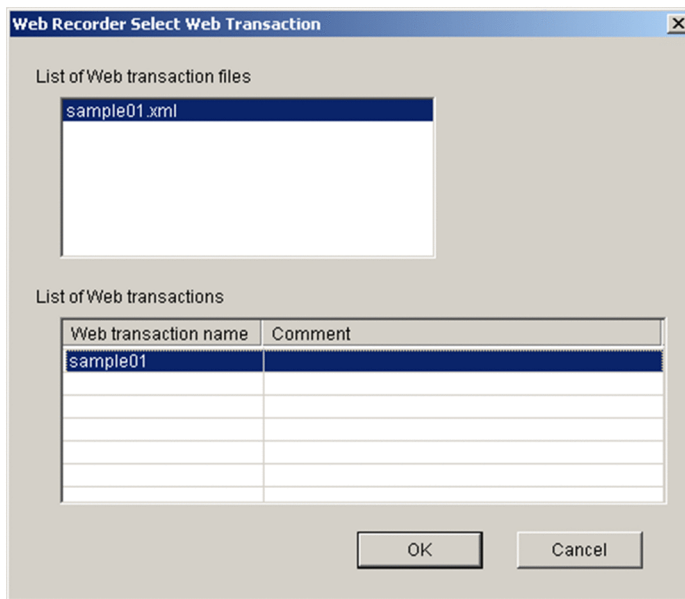 Web Recorder Select Web Transaction
List of Web transaction files
sample01.xml
List of Web transactions
Web transaction name Comment
sample01
OK Cancel